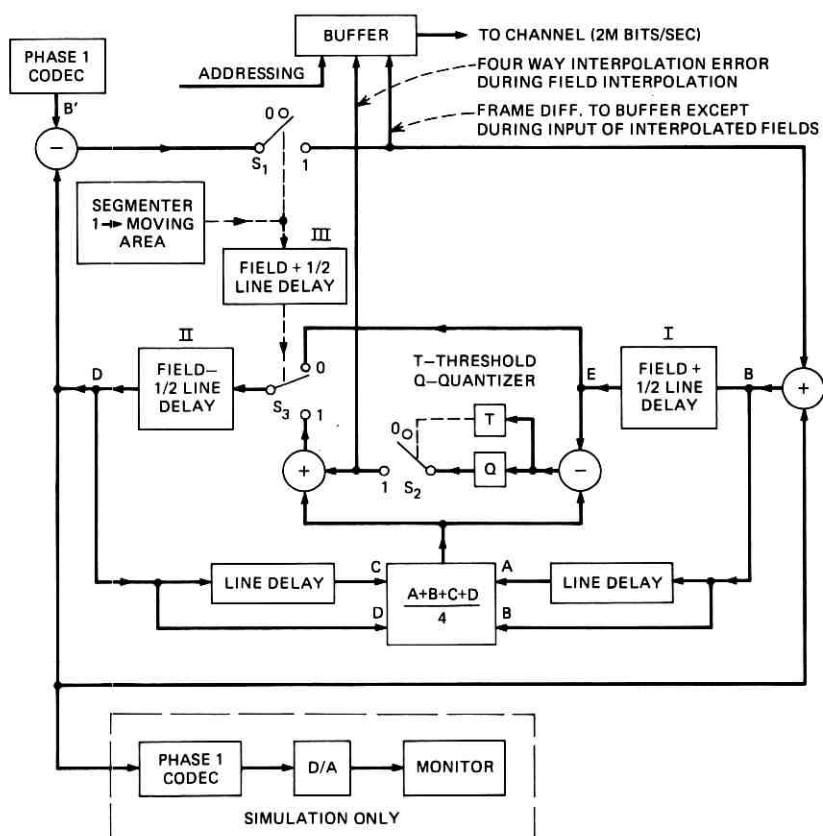 BUFFER
TO CHANNEL (2M BITS/SEC)
PHASE 1
CODEC
ADDRESSING
FOUR WAY INTERPOLATION ERROR
DURING FIELD INTERPOLATION
B'
FRAME DIFF. TO BUFFER EXCEPT
DURING INPUT OF INTERPOLATED FIELDS
0
−
S1
1
SEGMENTER
1→MOVING
AREA
III
FIELD + 1/2
LINE DELAY
II
I
D
FIELD−
1/2 LINE
DELAY
0
T−THRESHOLD
Q−QUANTIZER
E
FIELD +
1/2 LINE
DELAY
B
+
S3
1
0
T
+
1
S2
Q
−
LINE DELAY
C
A
LINE DELAY
D
A+B+C+D
4
B
PHASE 1
CODEC
D/A
MONITOR
SIMULATION ONLY